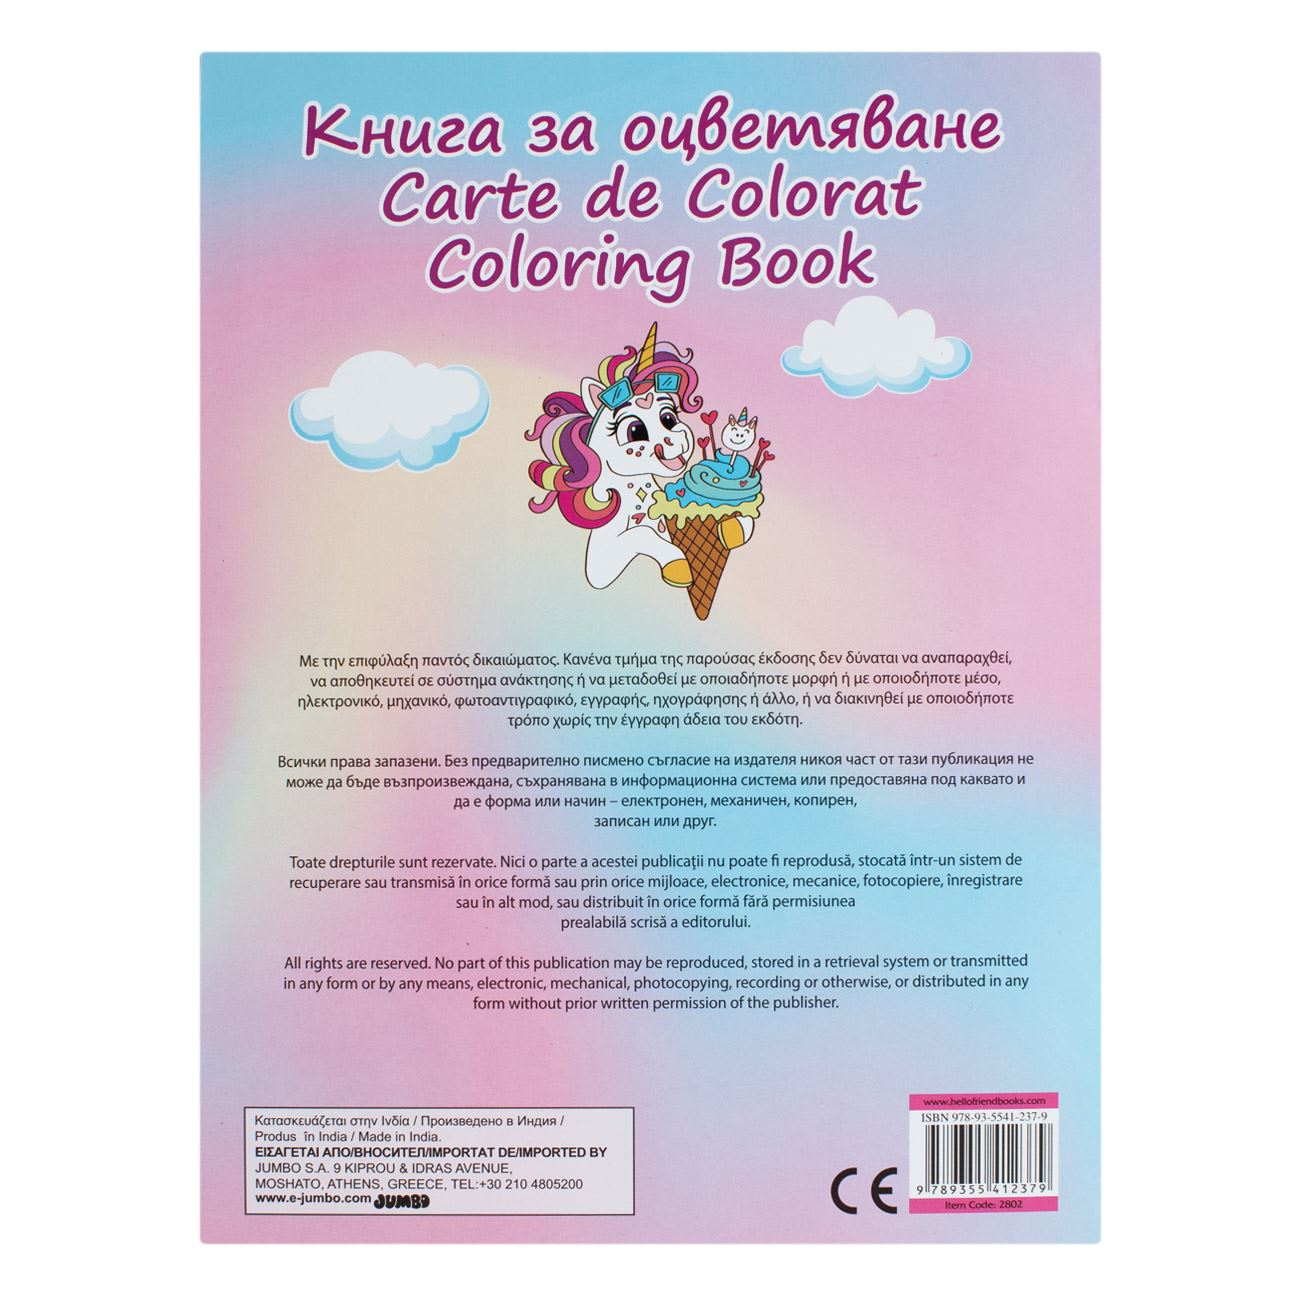 Книга за оцветяване
Carte de Colorat
Coloring Book
Με την επιφύλαξη παντός δικαιώματος. Κανένα τμήμα της παρούσας έκδοσης δεν δύναται να αναπαραχθεί,
να αποθηκευτεί σε σύστημα ανάκτησης ή να μεταδοθεί με οποιαδήποτε μορφή ή με οποιοδήποτε μέσο,
ηλεκτρονικό, μηχανικό, φωτοαντιγραφικό, εγγραφής, ηχογράφησης ή άλλο, ή να διακινηθεί με οποιοδήποτε
τρόπο χωρίς την έγγραφη άδεια του εκδότη.
Всички права запазени. Без предварително писмено съгласие на издателя никоя част от тази публикация не
може да бъде възпроизвеждана, съхранявана в информационна система или предоставяна под каквато и
да е форма или начин – електронен, механичен, копирен,
записан или друг.
Toate drepturile sunt rezervate. Nici o parte a acestei publicații nu poate fi reprodusă, stocată într-un sistem de
recuperare sau transmisă în orice formă sau prin orice mijloace, electronice, mecanice, fotocopiere, înregistrare
sau în alt mod, sau distribuit în orice formă fără permisiunea
prealabilă scrisă a editorului.
All rights are reserved. No part of this publication may be reproduced, stored in a retrieval system or transmitted
in any form or by any means, electronic, mechanical, photocopying, recording or otherwise, or distributed in any
form without prior written permission of the publisher.
Κατασκευάζεται στην Ινδία / Произведено в Индия /
Produs în India / Made in India.
ΕΙΣΑΓΕΤΑΙ ΑΠΟ/ВНОСИТЕЛ/IMPORTAT DE/IMPORTED BY
JUMBO S.A. 9 KIPROU & IDRAS AVENUE,
MOSHATO, ATHENS, GREECE, TEL:+30 210 4805200
www.e-jumbo.com JUMBO
CE
www.hellofriendbooks.com
ISBN 978-93-5541-237-9
9 789355 412379
Item Code: 2802